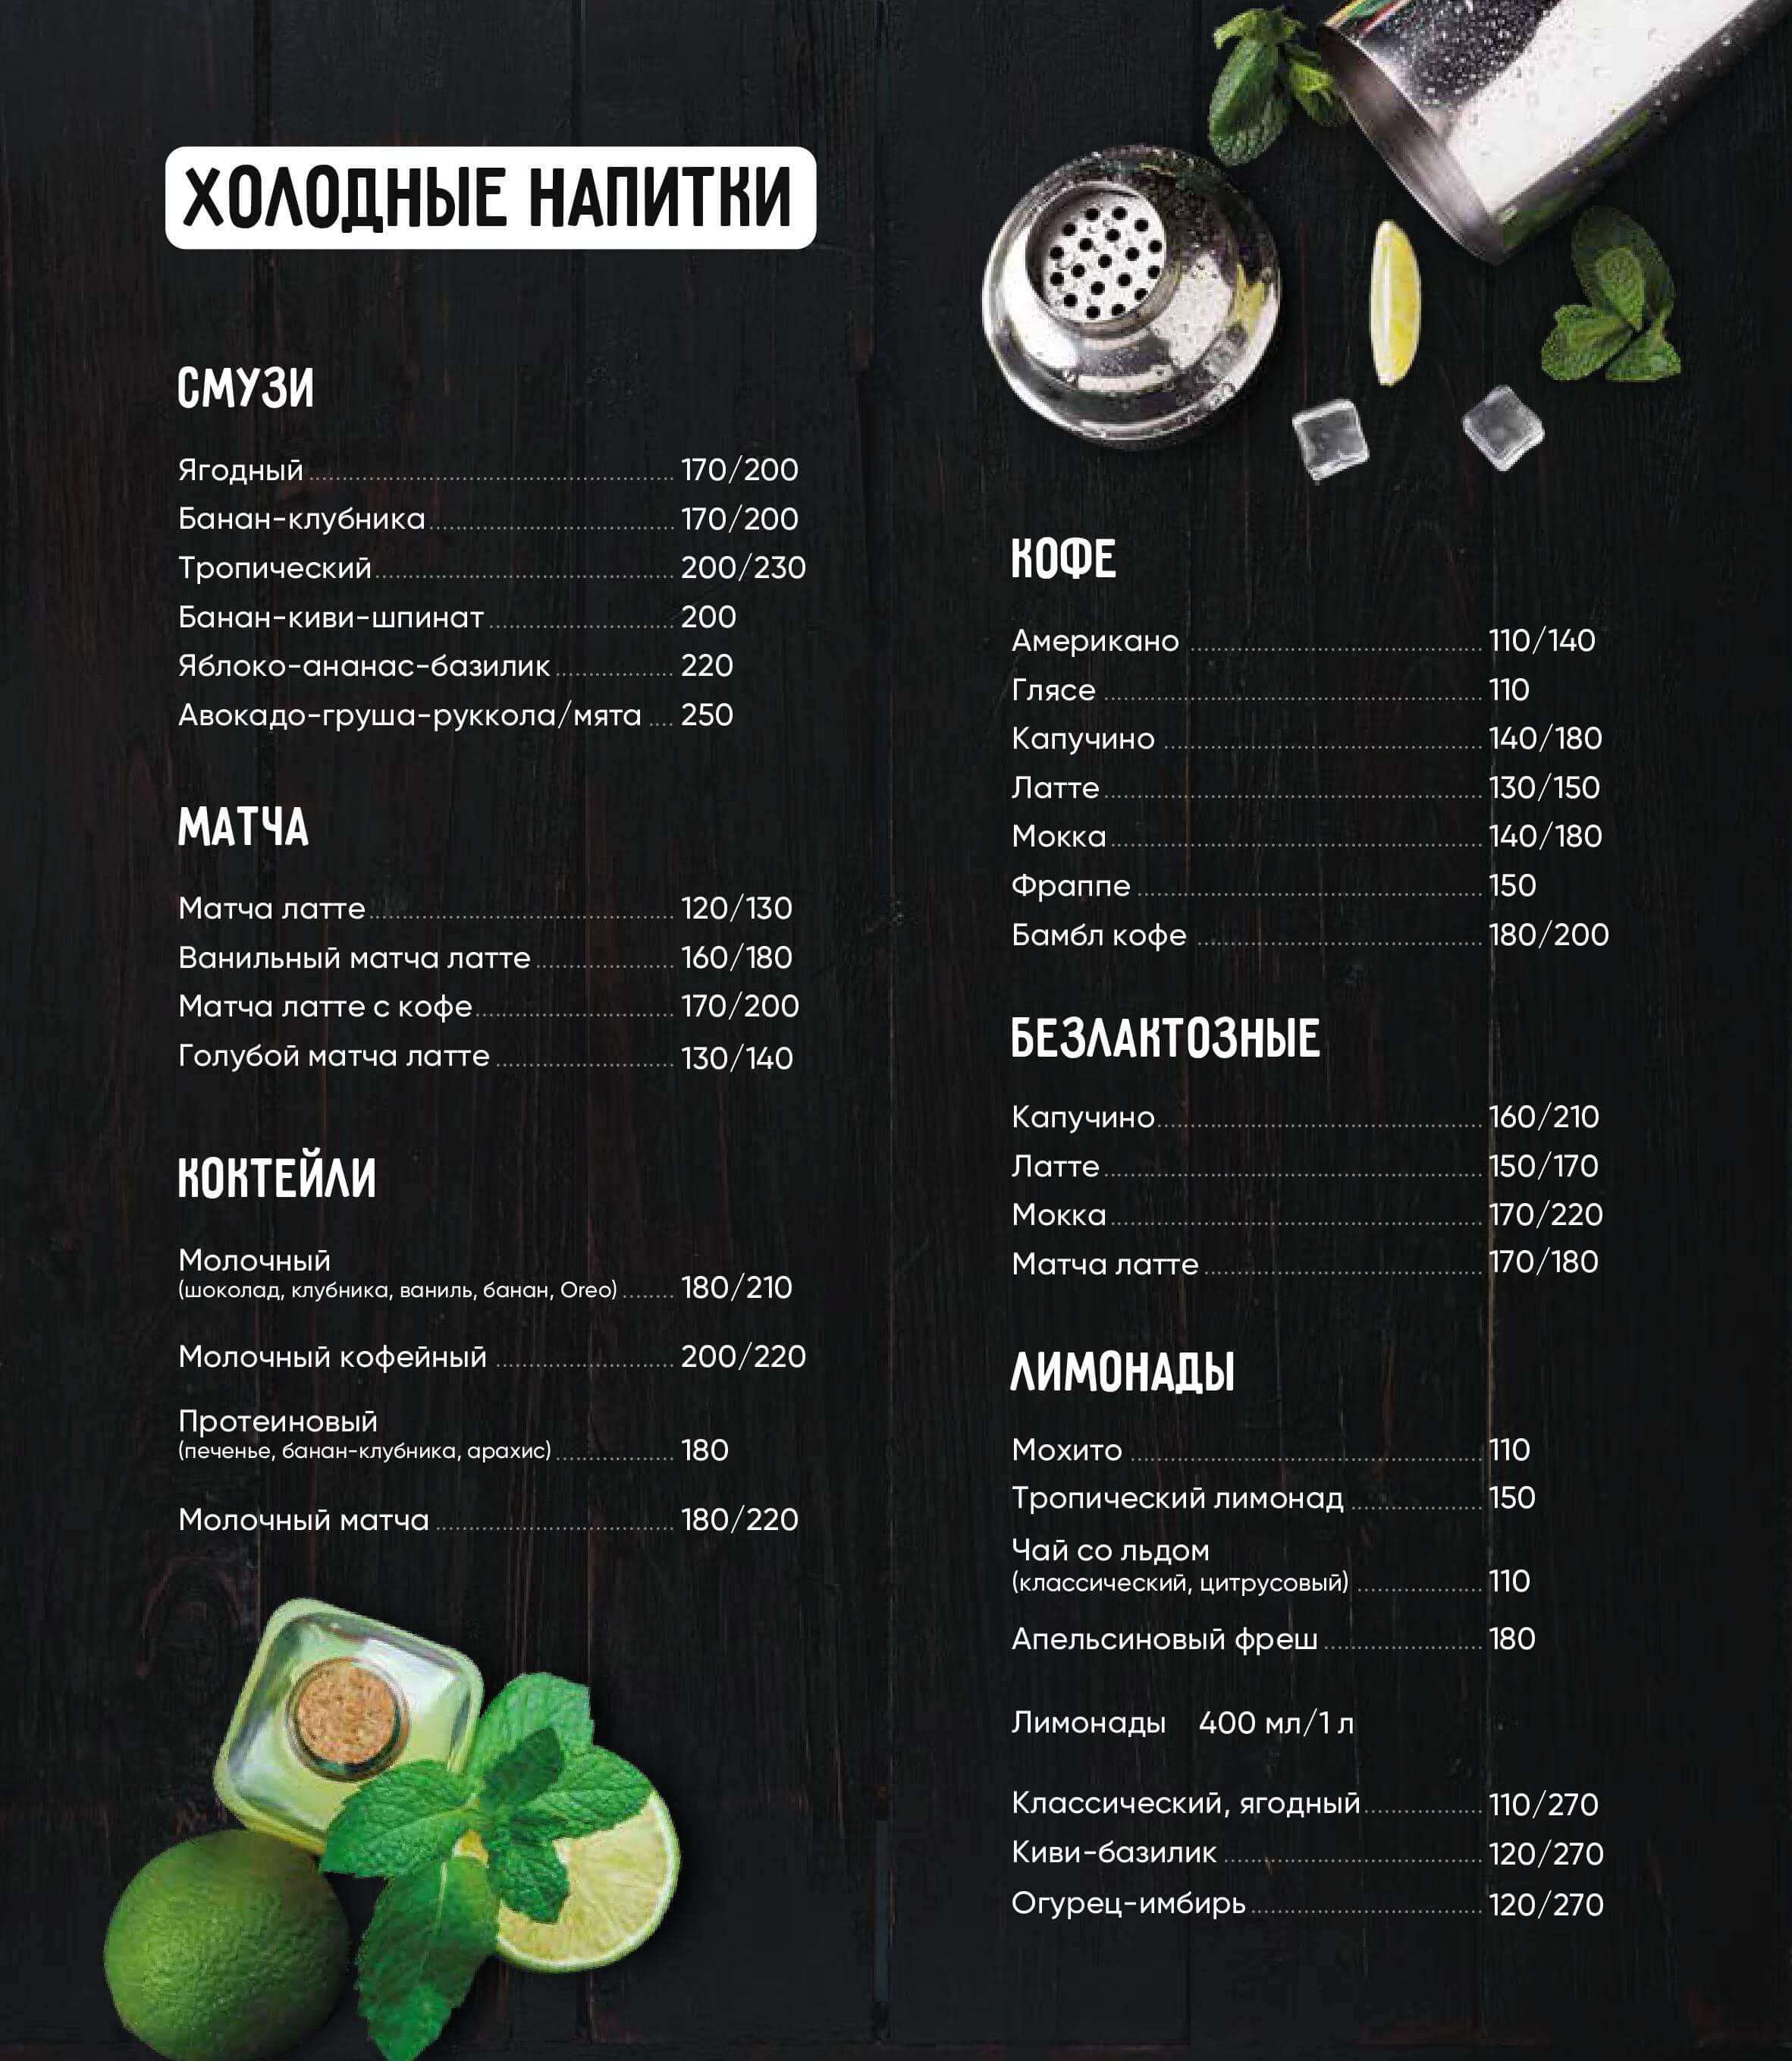 ХОЛОДНЫЕ НАПИТКИ
СМУЗИ
Ягодный 170/200
Банан-клубника 170/200
Тропический 200/230
Банан-киви-шпинат 200
Яблоко-ананас-базилик 220
Авокадо-груша-руккола/мята 250
МАТЧА
Матча латте 120/130
Ванильный матча латте 160/180
Матча латте с кофе 170/200
Голубой матча латте 130/140
КОКТЕЙЛИ
Молочный
(шоколад, клубника, ваниль, банан, Oreo) 180/210
Молочный кофейный 200/220
Протеиновый
(печенье, банан-клубника, арахис) 180
Молочный матча 180/220
КОФЕ
Американо 110/140
Глясе 110
Капучино 140/180
Латте 130/150
Мокка 140/180
Фраппе 150
Бамбл кофе 180/200
БЕЗЛАКТОЗНЫЕ
Капучино 160/210
Латте 150/170
Мокка 170/220
Матча латте 170/180
ЛИМОНАДЫ
Мохито 110
Тропический лимонад 150
Чай со льдом
(классический, цитрусовый) 110
Апельсиновый фреш 180
Лимонады 400 мл/1 л
Классический, ягодный 110/270
Киви-базилик 120/270
Огурец-имбирь 120/270